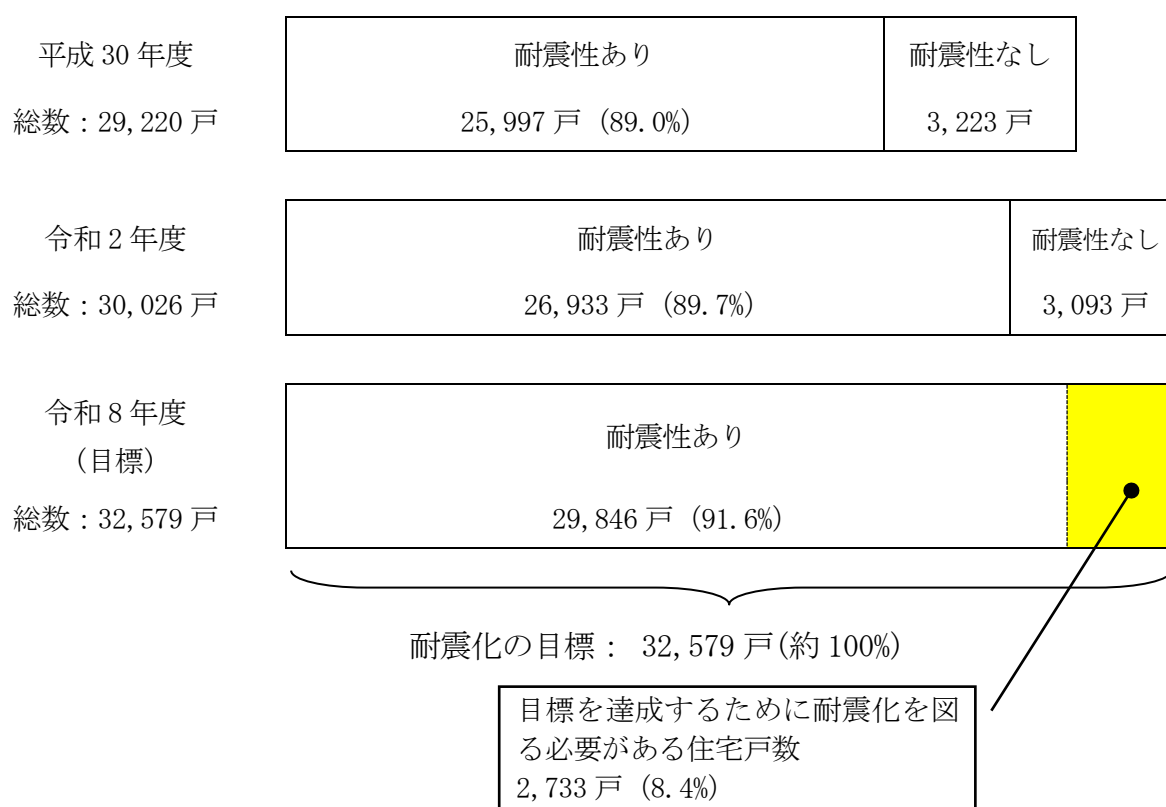 平成 30 年度
総数：29,220 戸
耐震性あり
25,997 戸 (89.0%)
耐震性なし
3,223 戸
令和 2 年度
総数：30,026 戸
耐震性あり
26,933 戸 (89.7%)
耐震性なし
3,093 戸
令和 8 年度
（目標）
総数：32,579 戸
耐震性あり
29,846 戸 (91.6%)
耐震化の目標： 32,579 戸(約 100%)
目標を達成するために耐震化を図
る必要がある住宅戸数
2,733 戸 (8.4%)